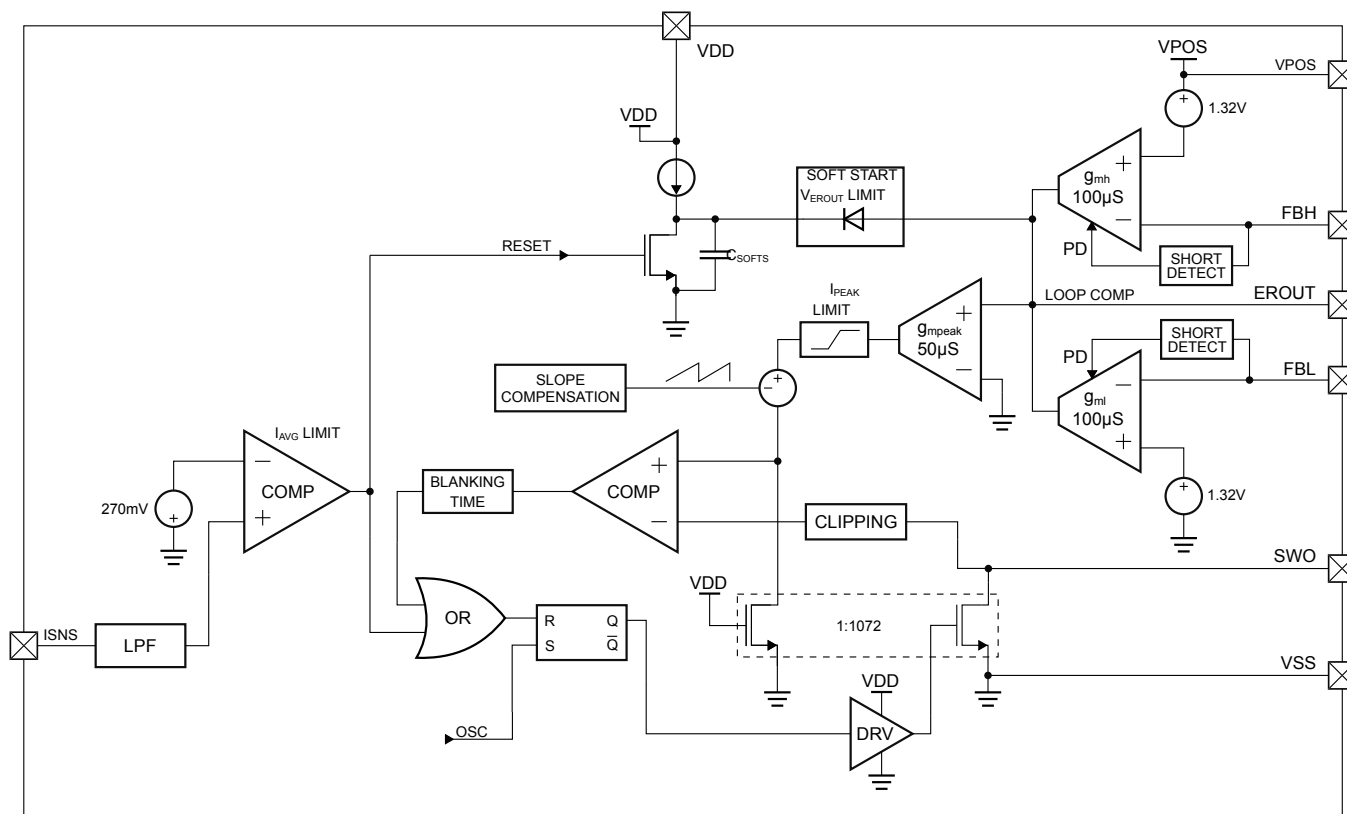 VDD
VPOS
VPOS
+
1.32V
VDD
SOFT START
VEROUT LIMIT
+
gmh
100µS
−
FBH
PD
SHORT
DETECT
RESET
CSOFTS
IPEAK
LIMIT
LOOP COMP
EROUT
+
gmpeak
50µS
−
SHORT
DETECT
PD
SLOPE
COMPENSATION
+
−
−
FBL
gml
100µS
+
IAVG LIMIT
−
COMP
+
270mV
+
BLANKING
TIME
+
COMP
−
+
1.32V
CLIPPING
SWO
VDD
1:1072
OR
R
Q
S
Q̅
ISNS
LPF
VSS
VDD
DRV
OSC